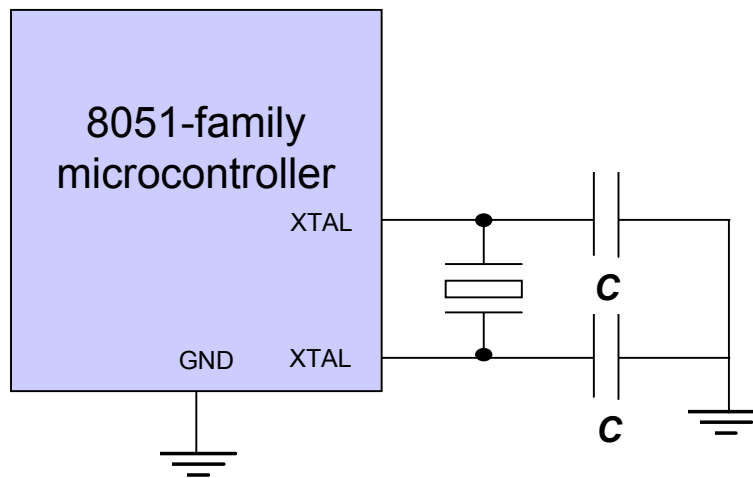 8051-family
microcontroller
XTAL
C
GND
XTAL
C